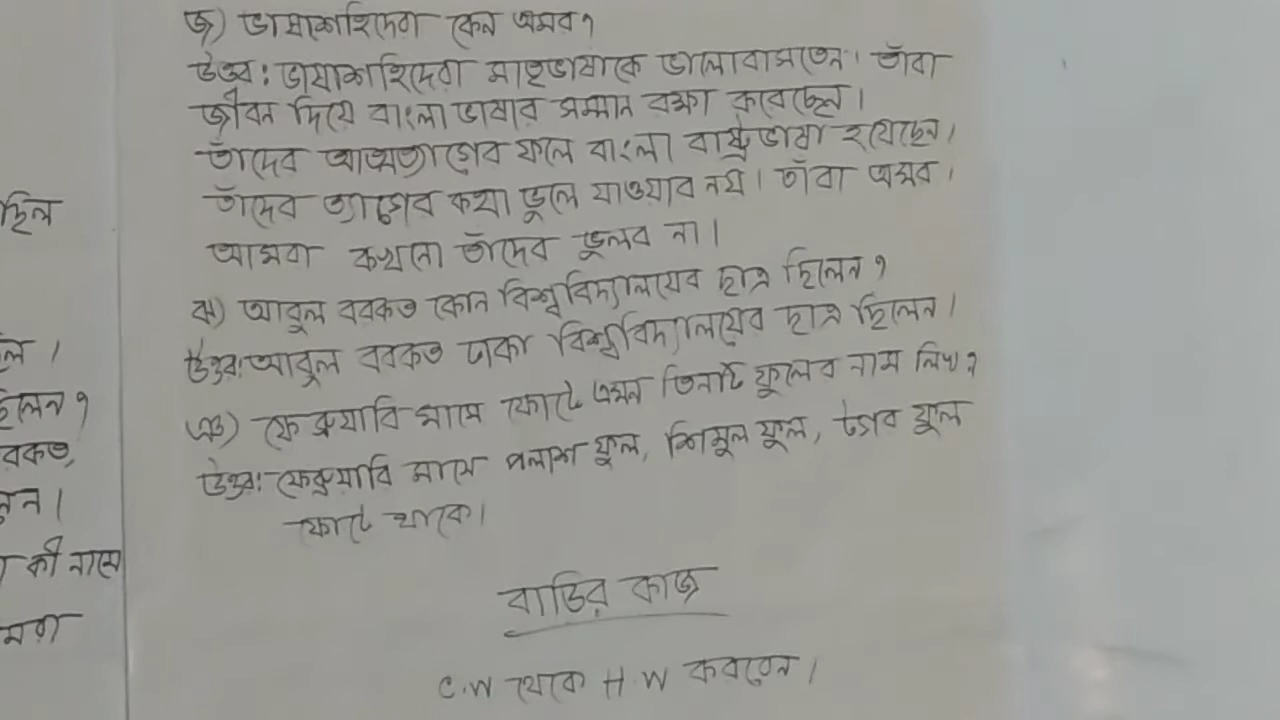 জ) ভাষাশহিদেরা কেন অমর?
উত্তর: ভাষাশহিদেরা মাতৃভাষাকে ভালোবাসতেন। তাঁরা
জীবন দিয়ে বাংলা ভাষার সম্মান রক্ষা করেছেন।
তাঁদের আত্মত্যাগের ফলে বাংলা রাষ্ট্রভাষা হয়েছেন।
তাঁদের ত্যাগের কথা ভুলে যাওয়ার নয়। তাঁরা অমর।
আমরা কখনো তাঁদের ভুলব না।
ঝ) আবুল বরকত কোন বিশ্ববিদ্যালয়ের ছাত্র ছিলেন?
উত্তর: আবুল বরকত ঢাকা বিশ্ববিদ্যালয়ের ছাত্র ছিলেন।
ঞ) ফেব্রুয়ারি মাসে ফোটে এমন তিনটি ফুলের নাম লিখ?
উত্তর: ফেব্রুয়ারি মাসে পলাশ ফুল, শিমুল ফুল, টগর ফুল
ফোটে থাকে।
বাড়ির কাজ
C.W থেকে H.W করবেন।
ছিল
ছিলেন?
বরকত,
কী নামে